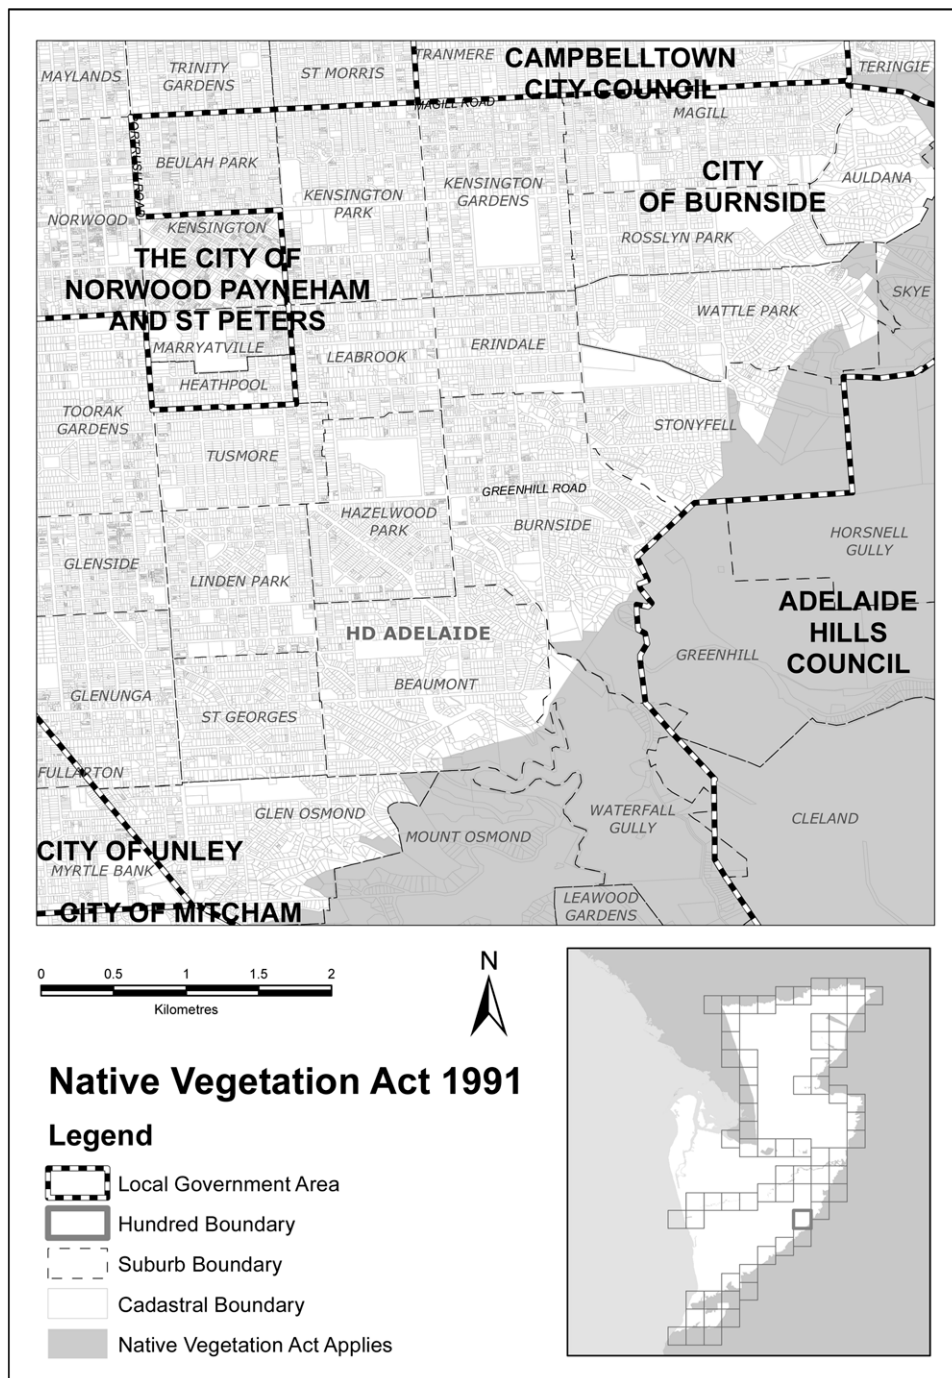 MAYLANDS
TRINITY
GARDENS
ST MORRIS
TRANMERE
CAMPBELLTOWN
CITY COUNCIL
TERINGIE
MAGILL ROAD
MAGILL
PORTRUSH ROAD
BEULAH PARK
KENSINGTON
PARK
KENSINGTON
GARDENS
CITY
OF BURNSIDE
AULDANA
NORWOOD
KENSINGTON
ROSSLYN PARK
THE CITY OF
NORWOOD PAYNEHAM
AND ST PETERS
SKYE
WATTLE PARK
MARRYATVILLE
LEABROOK
ERINDALE
HEATHPOOL
TOORAK
GARDENS
STONYFELL
TUSMORE
GREENHILL ROAD
HAZELWOOD
PARK
BURNSIDE
HORSNELL
GULLY
GLENSIDE
LINDEN PARK
HD ADELAIDE
ADELAIDE
HILLS
COUNCIL
GREENHILL
GLENUNGA
BEAUMONT
ST GEORGES
FULLARTON
GLEN OSMOND
MOUNT OSMOND
WATERFALL
GULLY
CLELAND
CITY OF UNLEY
MYRTLE BANK
LEAWOOD
GARDENS
CITY OF MITCHAM
0 0.5 1 1.5 2
Kilometres
N
Native Vegetation Act 1991
Legend
Local Government Area
Hundred Boundary
Suburb Boundary
Cadastral Boundary
Native Vegetation Act Applies